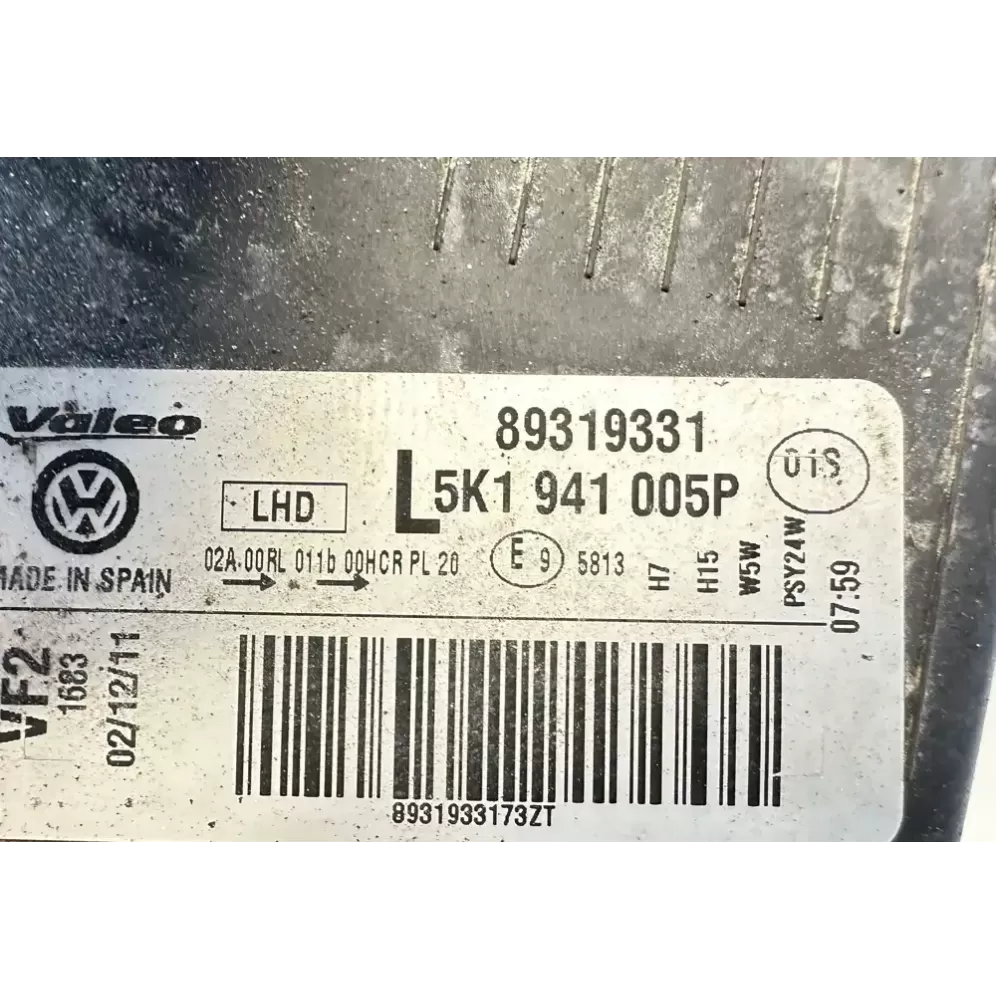 Valeo
89319331
01S
L 5K1 941 005P
LHD
02A 00RL 011b 00HCR PL 20
E 9 5813
H7
H15
W5W
PSY24W
07:59
MADE IN SPAIN
VF2
1683
02/12/11
8931933173ZT